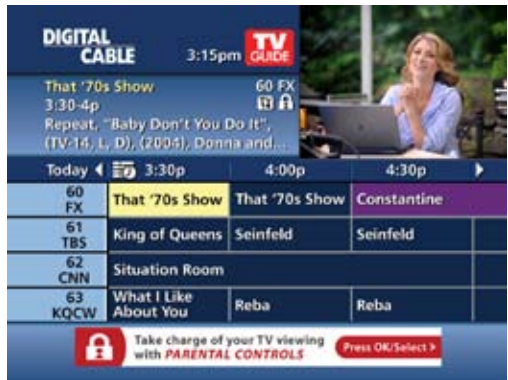 DIGITAL
CABLE
3:15pm
TV
GUIDE
That '70s Show 60 FX
3:30-4p
Repeat, "Baby Don't You Do It",
(TV-14, L, D), (2004), Donna and...
Today 3:30p 4:00p 4:30p
60
FX
That '70s Show That '70s Show Constantine
61
TBS
King of Queens Seinfeld Seinfeld
62
CNN
Situation Room
63
KQCW
What I Like
About You
Reba Reba
Take charge of your TV viewing
with PARENTAL CONTROLS
Press OK/Select >